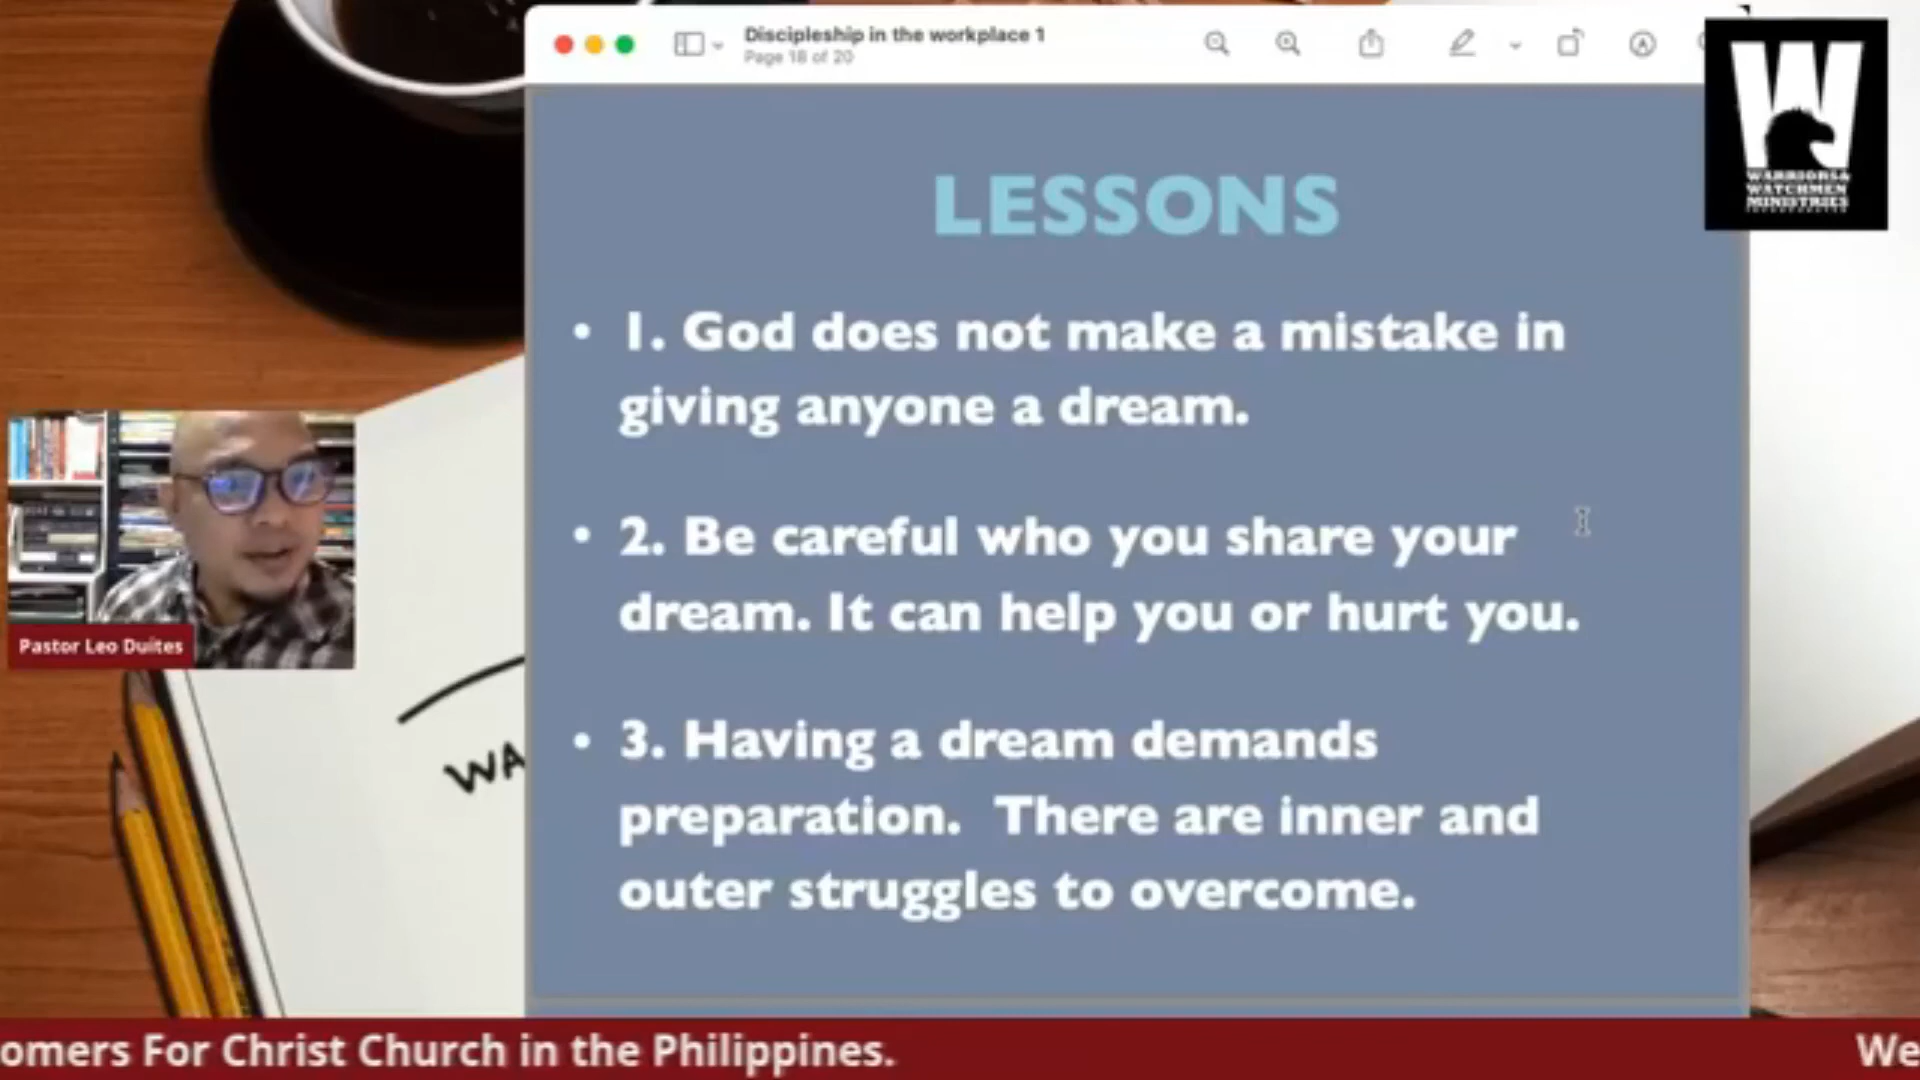 Discipleship in the workplace 1
Page 18 of 20
W
WARRIORS &
WATCHMEN
MINISTRIES
LESSONS
• 1. God does not make a mistake in
giving anyone a dream.
• 2. Be careful who you share your
dream. It can help you or hurt you.
• 3. Having a dream demands
preparation. There are inner and
outer struggles to overcome.
Pastor Leo Duites
WA
omers For Christ Church in the Philippines.
We